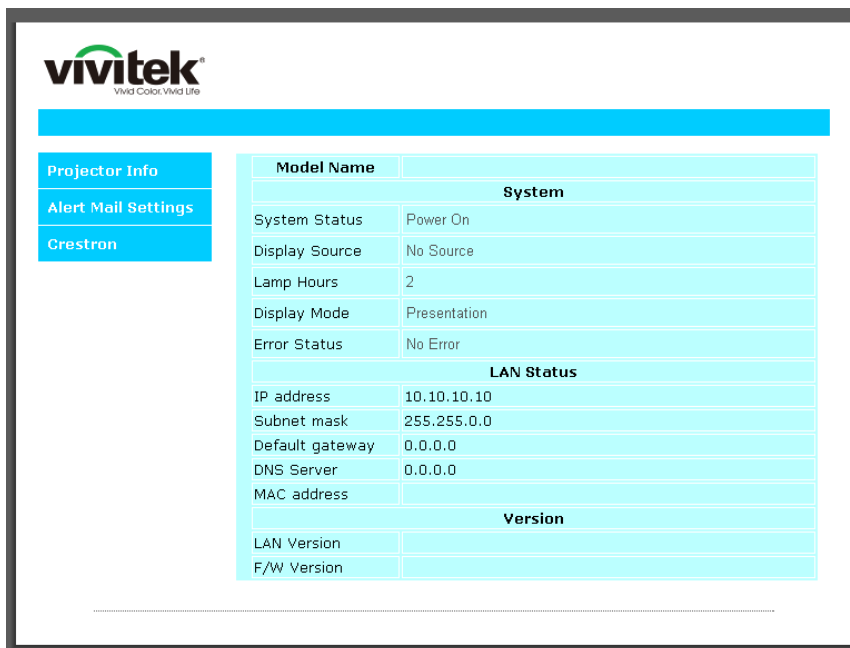 vivitek®
Vivid Color. Vivid Life
Projector Info
Alert Mail Settings
Crestron
Model Name
System
System Status Power On
Display Source No Source
Lamp Hours 2
Display Mode Presentation
Error Status No Error
LAN Status
IP address 10.10.10.10
Subnet mask 255.255.0.0
Default gateway 0.0.0.0
DNS Server 0.0.0.0
MAC address
Version
LAN Version
F/W Version